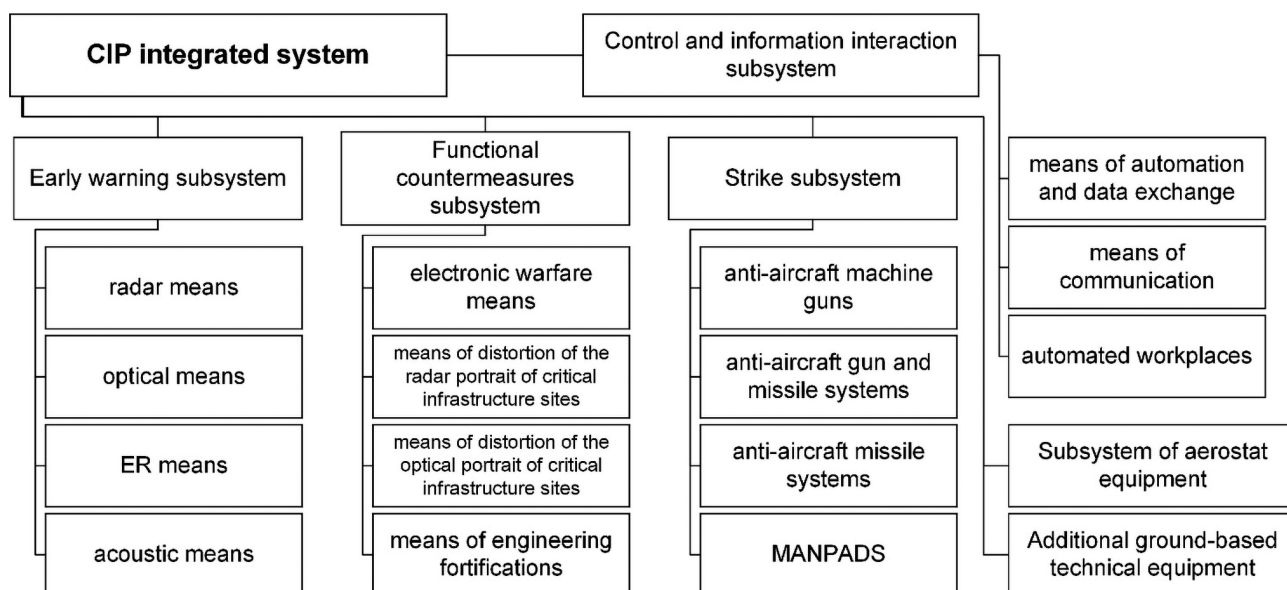 CIP integrated system
Control and information interaction
subsystem
Early warning subsystem
radar means
optical means
ER means
acoustic means
Functional
countermeasures
subsystem
electronic warfare
means
means of distortion of the
radar portrait of critical
infrastructure sites
means of distortion of the
optical portrait of critical
infrastructure sites
means of engineering
fortifications
Strike subsystem
anti-aircraft machine
guns
anti-aircraft gun and
missile systems
anti-aircraft missile
systems
MANPADS
means of automation
and data exchange
means of
communication
automated workplaces
Subsystem of aerostat
equipment
Additional ground-based
technical equipment